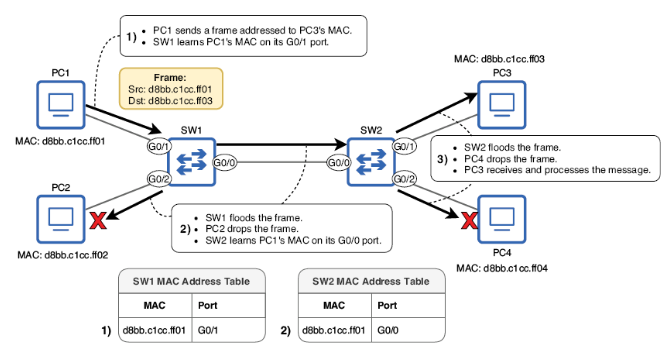 1)
• PC1 sends a frame addressed to PC3's MAC.
• SW1 learns PC1's MAC on its G0/1 port.
MAC: d8bb.c1cc.ff03
PC1
PC3
Frame:
Src: d8bb.c1cc.ff01
Dst: d8bb.c1cc.ff03
MAC: d8bb.c1cc.ff01
SW1
SW2
G0/1
G0/0
G0/2
G0/1
G0/0
G0/2
3)
• SW2 floods the frame.
• PC4 drops the frame.
• PC3 receives and processes the message.
PC2
X
MAC: d8bb.c1cc.ff02
2)
• SW1 floods the frame.
• PC2 drops the frame.
• SW2 learns PC1's MAC on its G0/0 port.
X
PC4
MAC: d8bb.c1cc.ff04
SW1 MAC Address Table
MAC Port
1) d8bb.c1cc.ff01 G0/1
SW2 MAC Address Table
MAC Port
2) d8bb.c1cc.ff01 G0/0